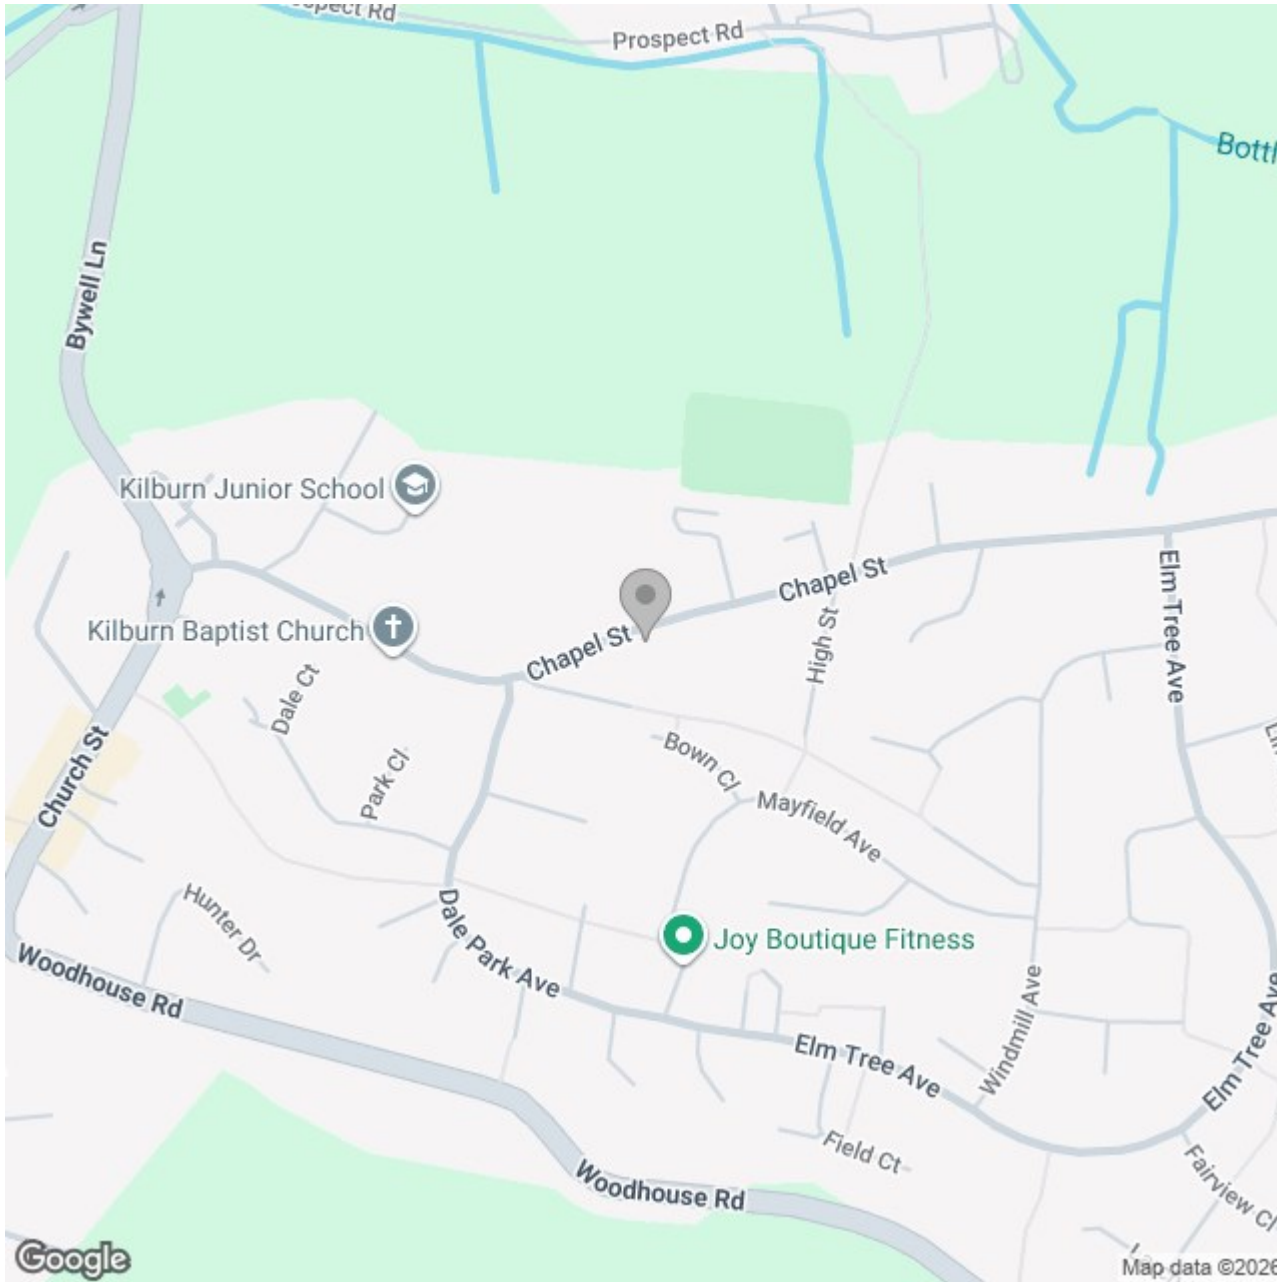 Prospect Rd
Bywell Ln
Kilburn Junior School
Chapel St
Kilburn Baptist Church
Chapel St
High St
Elm Tree Ave
Dale Ct
Park Cl
Church St
Bown Cl
Mayfield Ave
Hunter Dr
Dale Park Ave
Joy Boutique Fitness
Woodhouse Rd
Windmill Ave
Elm Tree Ave
Elm Tree Ave
Field Ct
Woodhouse Rd
Fairview Cl
Google
Map data ©2026